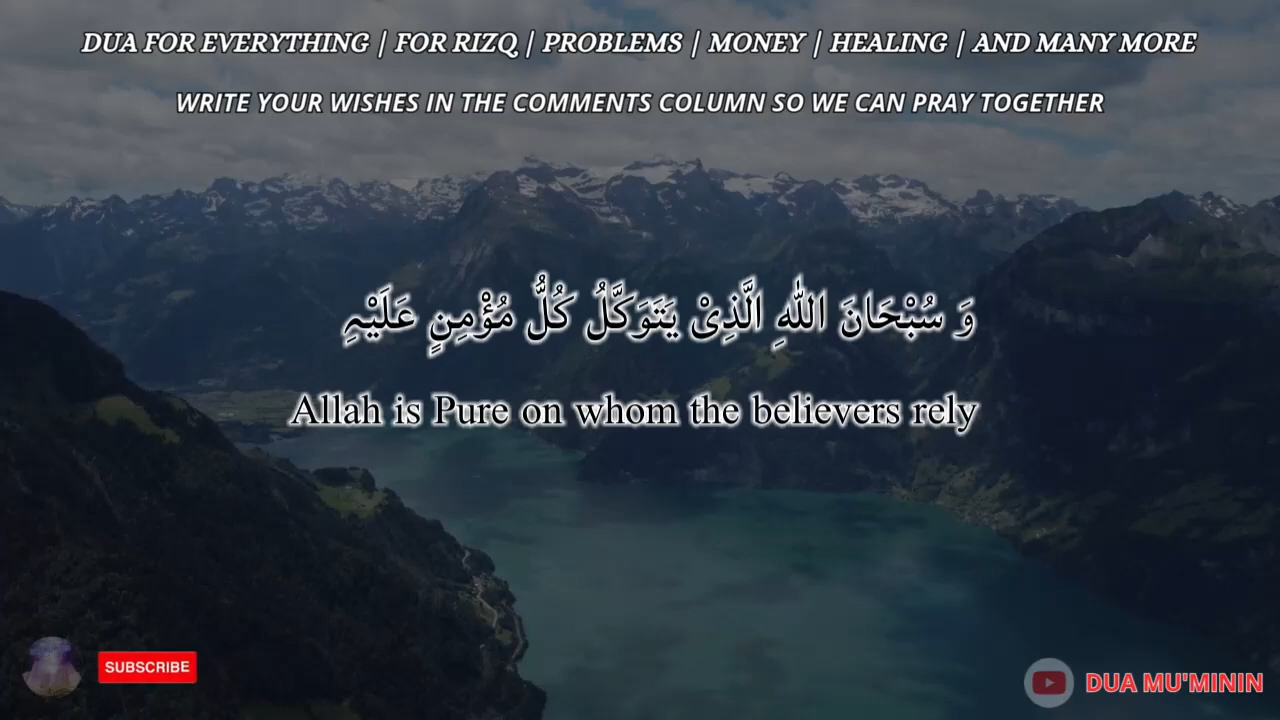 DUA FOR EVERYTHING | FOR RIZQ | PROBLEMS | MONEY | HEALING | AND MANY MORE
WRITE YOUR WISHES IN THE COMMENTS COLUMN SO WE CAN PRAY TOGETHER
وَ سُبْحَانَ اللّٰهِ الَّذِیْ یَتَوَکَّلُ کُلُّ مُؤْمِنٍ عَلَیْہِ
Allah is Pure on whom the believers rely
SUBSCRIBE
DUA MU'MININ